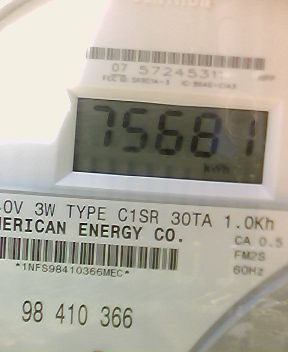 07 5724531
75681
kWh
0V 3W TYPE C1SR 30TA 1.0Kh
MERICAN ENERGY CO.
CA 0.5
FM2S
60Hz
*1NFS98410366MEC*
98 410 366